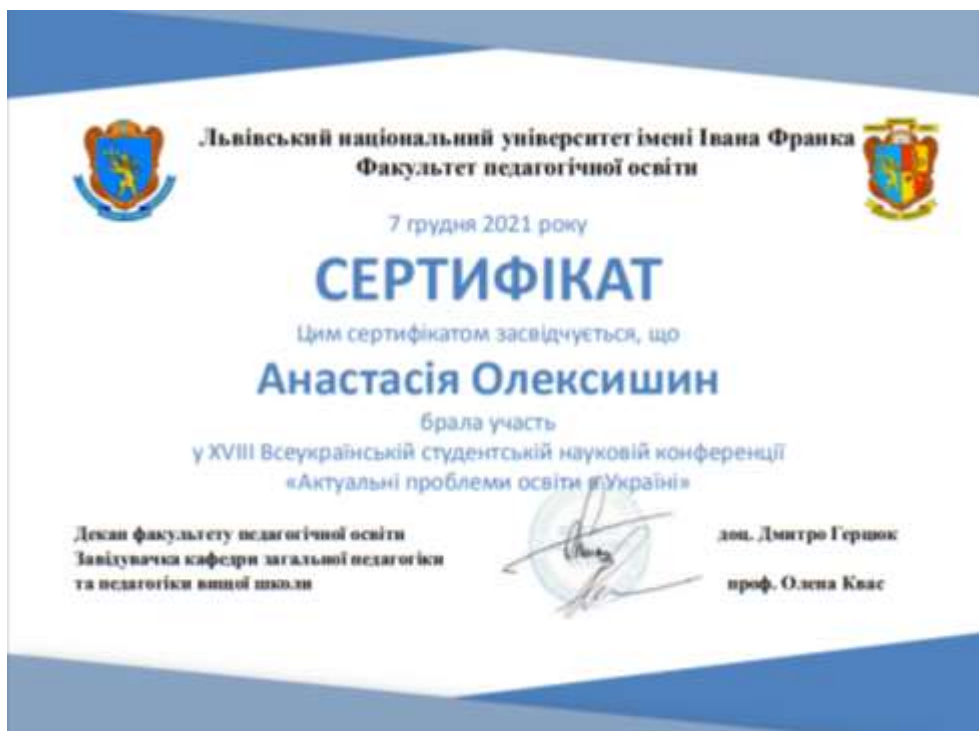 Львівський національний університет імені Івана Франка
Факультет педагогічної освіти
7 грудня 2021 року
СЕРТИФІКАТ
Цим сертифікатом засвідчується, що
Анастасія Олексишин
брала участь
у XVIII Всеукраїнській студентській науковій конференції
«Актуальні проблеми освіти в Україні»
Декан факультету педагогічної освіти доц. Дмитро Герцюк
Завідувачка кафедри загальної педагогіки
та педагогіки вищої школи проф. Олена Квас